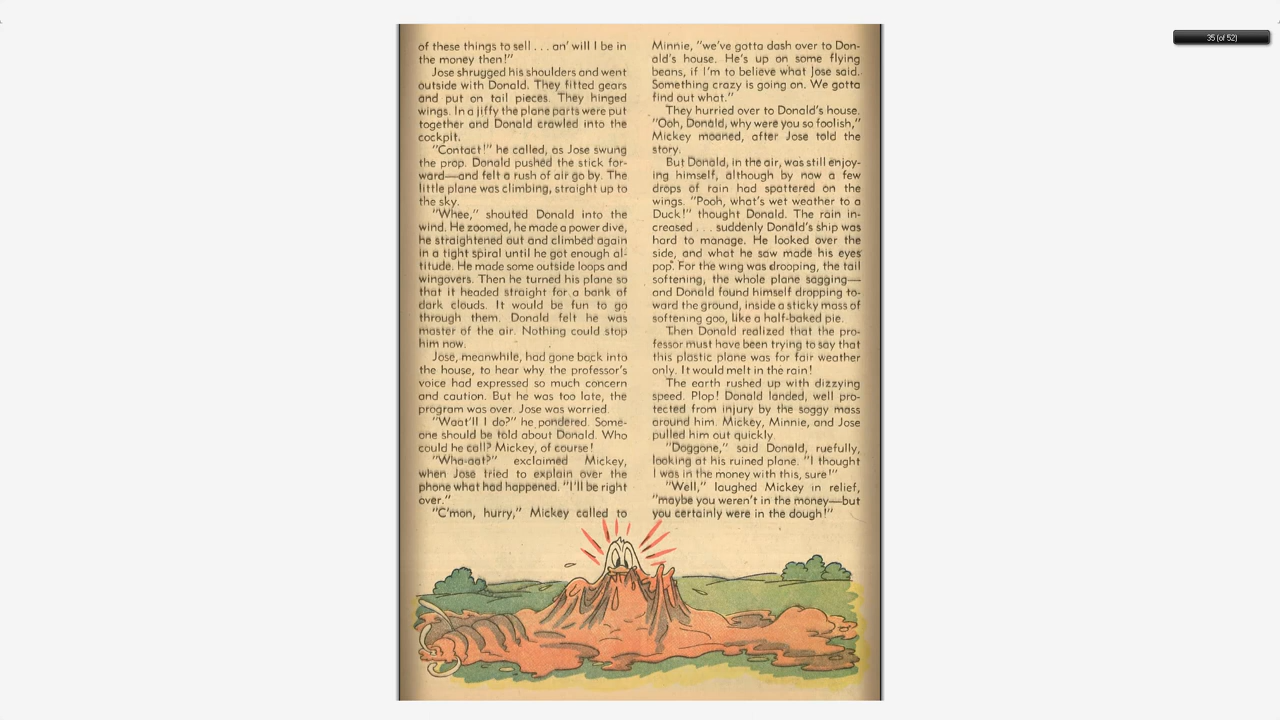 of these things to sell . . . an' will I be in
the money then!"
Jose shrugged his shoulders and went
outside with Donald. They fitted gears
and put on tail pieces. They hinged
wings. In a jiffy the plane parts were put
together and Donald crawled into the
cockpit.
"Contact!" he called, as Jose swung
the prop. Donald pushed the stick for-
ward—and felt a rush of air go by. The
little plane was climbing, straight up to
the sky.
"Whee," shouted Donald into the
wind. He zoomed, he made a power dive,
he straightened out and climbed again
in a tight spiral until he got enough al-
titude. He made some outside loops and
wingovers. Then he turned his plane so
that it headed straight for a bank of
dark clouds. It would be fun to go
through them. Donald felt he was
master of the air. Nothing could stop
him now.
Jose, meanwhile, had gone back into
the house, to hear why the professor's
voice had expressed so much concern
and caution. But he was too late, the
program was over. Jose was worried.
"Waat'll I do?" he pondered. Some-
one should be told about Donald. Who
could he call? Mickey, of course!
"Wha-aat?" exclaimed Mickey,
when Jose tried to explain over the
phone what had happened. "I'll be right
over."
"C'mon, hurry," Mickey called to
Minnie, "we've gotta dash over to Don-
ald's house. He's up on some flying
beans, if I'm to believe what Jose said.
Something crazy is going on. We gotta
find out what."
They hurried over to Donald's house.
"Ooh, Donald, why were you so foolish,"
Mickey moaned, after Jose told the
story.
But Donald, in the air, was still enjoy-
ing himself, although by now a few
drops of rain had spattered on the
wings. "Pooh, what's wet weather to a
Duck!" thought Donald. The rain in-
creased . . . suddenly Donald's ship was
hard to manage. He looked over the
side, and what he saw made his eyes
pop. For the wing was drooping, the tail
softening, the whole plane sagging—
and Donald found himself dropping to-
ward the ground, inside a sticky mass of
softening goo, like a half-baked pie.
Then Donald realized that the pro-
fessor must have been trying to say that
this plastic plane was for fair weather
only. It would melt in the rain!
The earth rushed up with dizzying
speed. Plop! Donald landed, well pro-
tected from injury by the soggy mass
around him. Mickey, Minnie, and Jose
pulled him out quickly.
"Doggone," said Donald, ruefully,
looking at his ruined plane. "I thought
I was in the money with this, sure!"
"Well," laughed Mickey in relief,
"maybe you weren't in the money—but
you certainly were in the dough!"
35 (of 52)